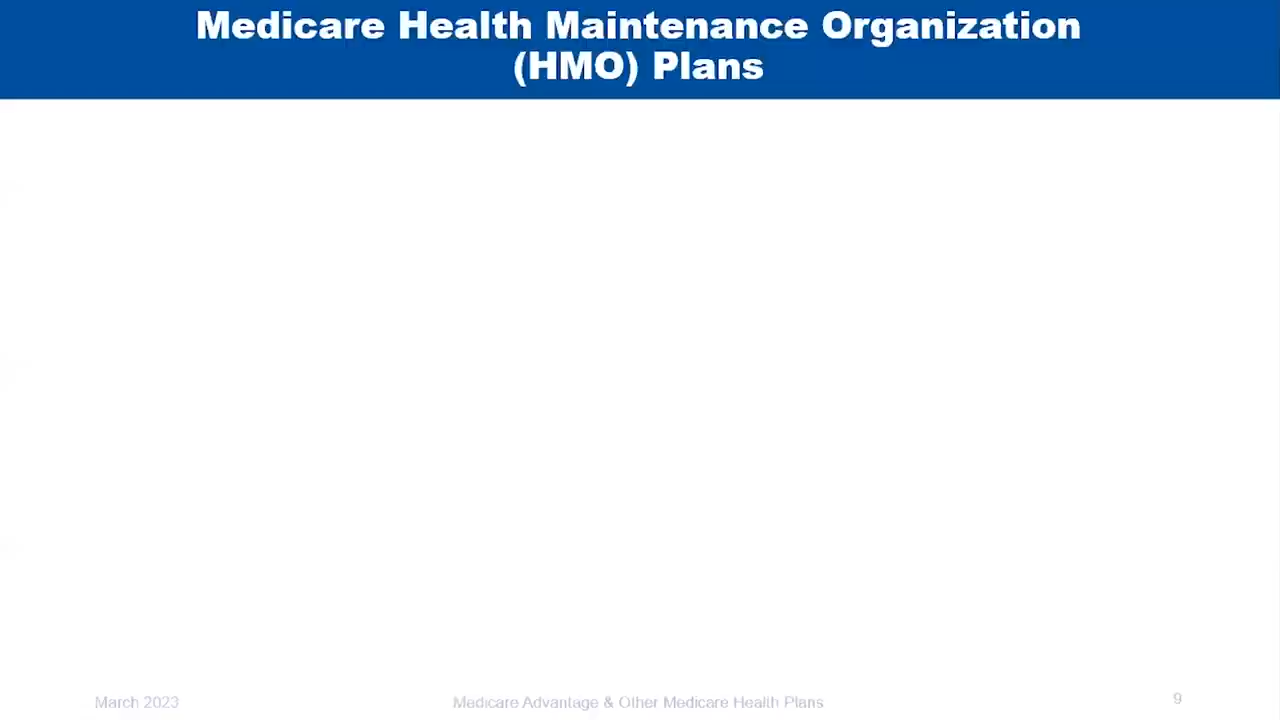 Medicare Health Maintenance Organization
(HMO) Plans
March 2023
Medicare Advantage & Other Medicare Health Plans
9